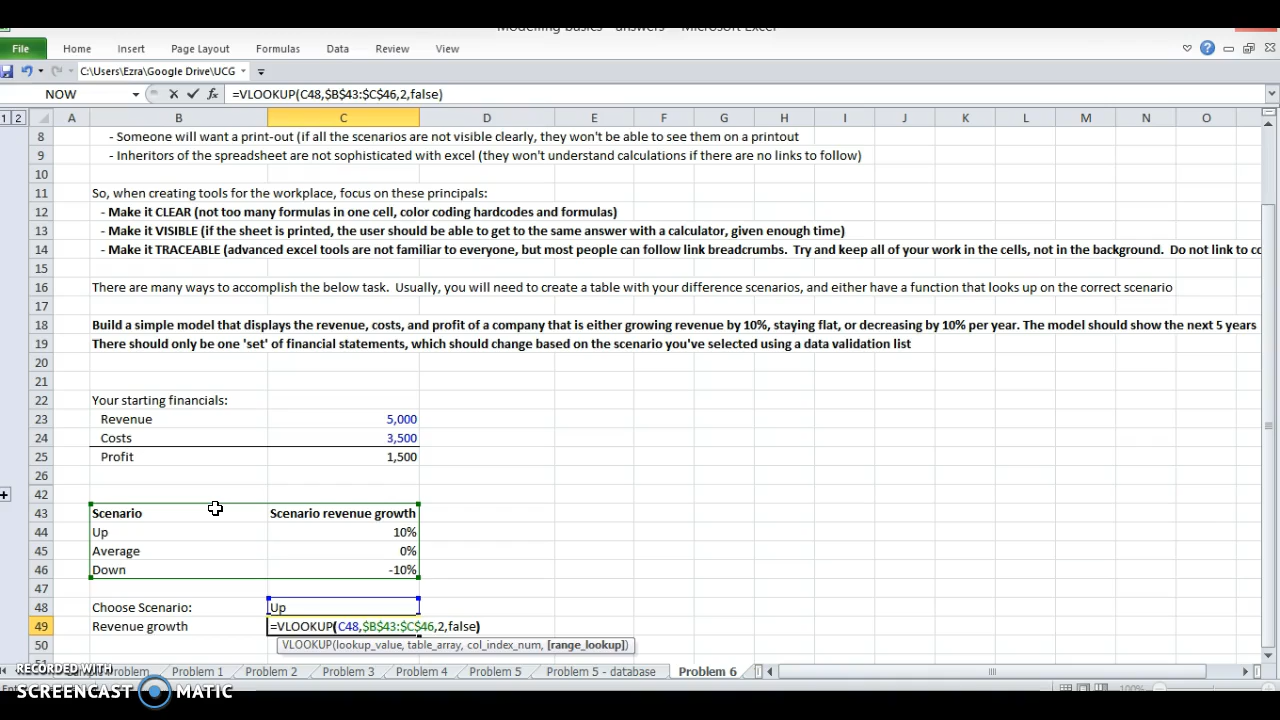 Modelling basics - answers - Microsoft Excel
File Home Insert Page Layout Formulas Data Review View
C:\Users\Ezra\Google Drive\UCG
NOW =VLOOKUP(C48,$B$43:$C$46,2,false)
1 2 A B C D E F G H I J K L M N O
8 - Someone will want a print-out (if all the scenarios are not visible clearly, they won't be able to see them on a printout
9 - Inheritors of the spreadsheet are not sophisticated with excel (they won't understand calculations if there are no links to follow)
10
11 So, when creating tools for the workplace, focus on these principals:
12 - Make it CLEAR (not too many formulas in one cell, color coding hardcodes and formulas)
13 - Make it VISIBLE (if the sheet is printed, the user should be able to get to the same answer with a calculator, given enough time)
14 - Make it TRACEABLE (advanced excel tools are not familiar to everyone, but most people can follow link breadcrumbs. Try and keep all of your work in the cells, not in the background. Do not link to co
15
16 There are many ways to accomplish the below task. Usually, you will need to create a table with your difference scenarios, and either have a function that looks up on the correct scenario
17
18 Build a simple model that displays the revenue, costs, and profit of a company that is either growing revenue by 10%, staying flat, or decreasing by 10% per year. The model should show the next 5 years
19 There should only be one 'set' of financial statements, which should change based on the scenario you've selected using a data validation list
20
21
22 Your starting financials:
23 Revenue 5,000
24 Costs 3,500
25 Profit 1,500
26
42
43 Scenario Scenario revenue growth
44 Up 10%
45 Average 0%
46 Down -10%
47
48 Choose Scenario: Up
49 Revenue growth =VLOOKUP(C48,$B$43:$C$46,2,false)
50 VLOOKUP(lookup_value, table_array, col_index_num, [range_lookup])
RECORDED WITH
Problem Problem 1 Problem 2 Problem 3 Problem 4 Problem 5 Problem 5 - database Problem 6
SCREENCAST MATIC
100%